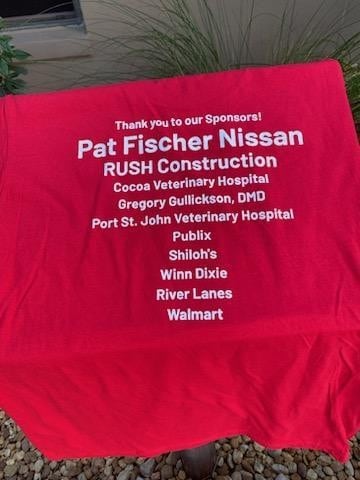 Thank you to our Sponsors!
Pat Fischer Nissan
RUSH Construction
Cocoa Veterinary Hospital
Gregory Gullickson, DMD
Port St. John Veterinary Hospital
Publix
Shiloh's
Winn Dixie
River Lanes
Walmart